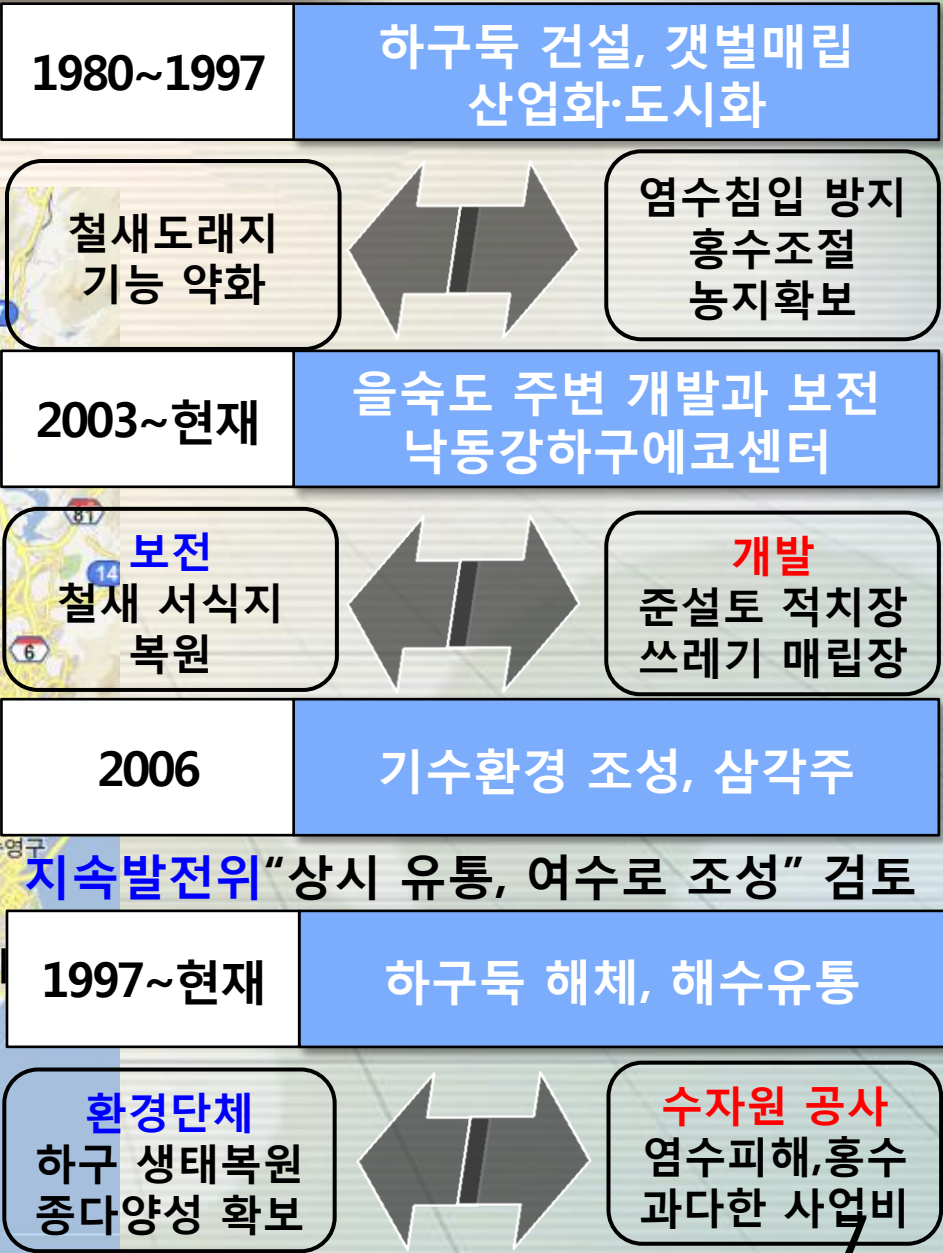 1980~1997
하구둑 건설, 갯벌매립
산업화·도시화
철새도래지
기능 약화
염수침입 방지
홍수조절
농지확보
2003~현재
을숙도 주변 개발과 보전
낙동강하구에코센터
81
14
6
보전
철새 서식지
복원
개발
준설토 적치장
쓰레기 매립장
2006
기수환경 조성, 삼각주
영구
지속발전위“상시 유통, 여수로 조성” 검토
1997~현재
하구둑 해체, 해수유통
환경단체
하구 생태복원
종다양성 확보
수자원 공사
염수피해,홍수
과다한 사업비
7